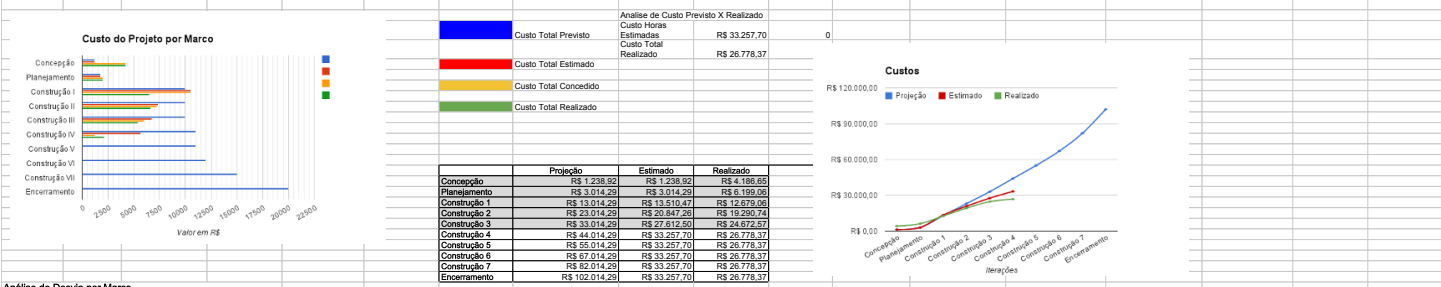 Custo do Projeto por Marco
Concepção
Planejamento
Construção I
Construção II
Construção III
Construção IV
Construção V
Construção VI
Construção VII
Encerramento
0 2500 5000 7500 10000 12500 15000 17500 20000 22500
Valor em R$
Analise de Custo Previsto X Realizado
Custo Total Previsto
Custo Horas
Estimadas R$ 33.257,70 0
Custo Total
Realizado R$ 26.778,37
Custo Total Estimado
Custo Total Concedido
Custo Total Realizado
Projeção Estimado Realizado
Concepção R$ 1.238,92 R$ 1.238,92 R$ 4.186,65
Planejamento R$ 3.014,29 R$ 3.014,29 R$ 6.199,06
Construção 1 R$ 13.014,29 R$ 13.510,47 R$ 12.679,06
Construção 2 R$ 23.014,29 R$ 20.847,26 R$ 19.290,74
Construção 3 R$ 33.014,29 R$ 27.612,50 R$ 24.672,57
Construção 4 R$ 44.014,29 R$ 33.257,70 R$ 26.778,37
Construção 5 R$ 55.014,29 R$ 33.257,70 R$ 26.778,37
Construção 6 R$ 67.014,29 R$ 33.257,70 R$ 26.778,37
Construção 7 R$ 82.014,29 R$ 33.257,70 R$ 26.778,37
Encerramento R$ 102.014,29 R$ 33.257,70 R$ 26.778,37
Custos
Projeção Estimado Realizado
R$ 120.000,00
R$ 90.000,00
R$ 60.000,00
R$ 30.000,00
R$ 0,00
Concepção Planejamento Construção 1 Construção 2 Construção 3 Construção 4 Construção 5 Construção 6 Construção 7 Encerramento
Iterações
Análise de Desvio por Marco